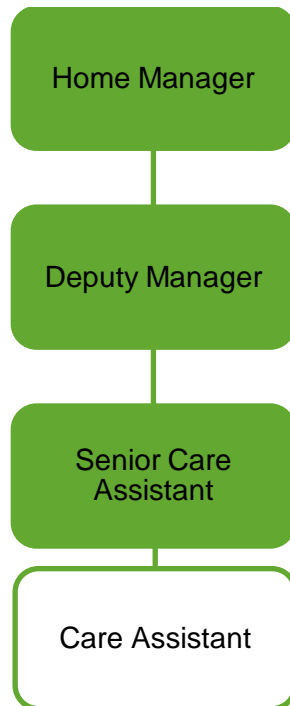 Home Manager
Deputy Manager
Senior Care
Assistant
Care Assistant